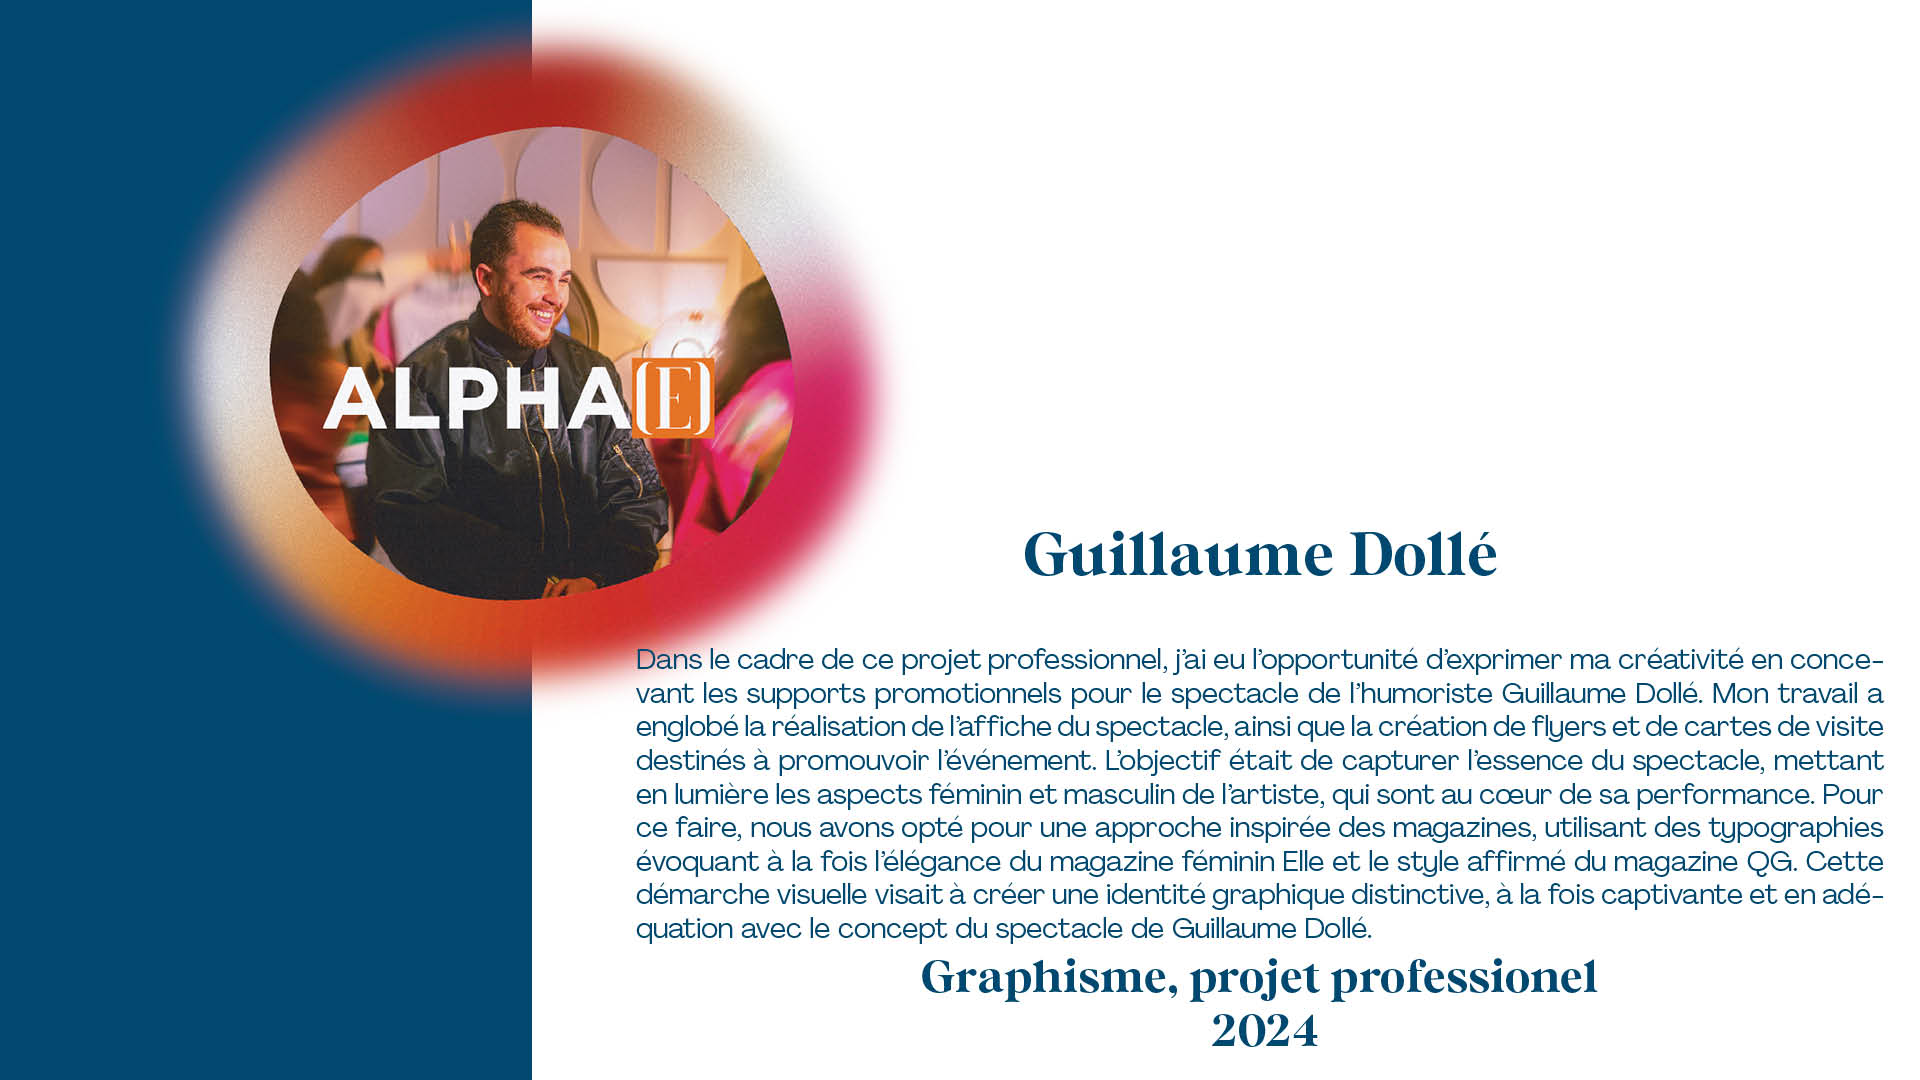 ALPHA(E)
Guillaume Dollé
Dans le cadre de ce projet professionnel, j’ai eu l’opportunité d’exprimer ma créativité en conce-
vant les supports promotionnels pour le spectacle de l’humoriste Guillaume Dollé. Mon travail a
englobé la réalisation de l’affiche du spectacle, ainsi que la création de flyers et de cartes de visite
destinés à promouvoir l’événement. L’objectif était de capturer l’essence du spectacle, mettant
en lumière les aspects féminin et masculin de l’artiste, qui sont au cœur de sa performance. Pour
ce faire, nous avons opté pour une approche inspirée des magazines, utilisant des typographies
évoquant à la fois l’élégance du magazine féminin Elle et le style affirmé du magazine QG. Cette
démarche visuelle visait à créer une identité graphique distinctive, à la fois captivante et en adé-
quation avec le concept du spectacle de Guillaume Dollé.
Graphisme, projet professionel
2024